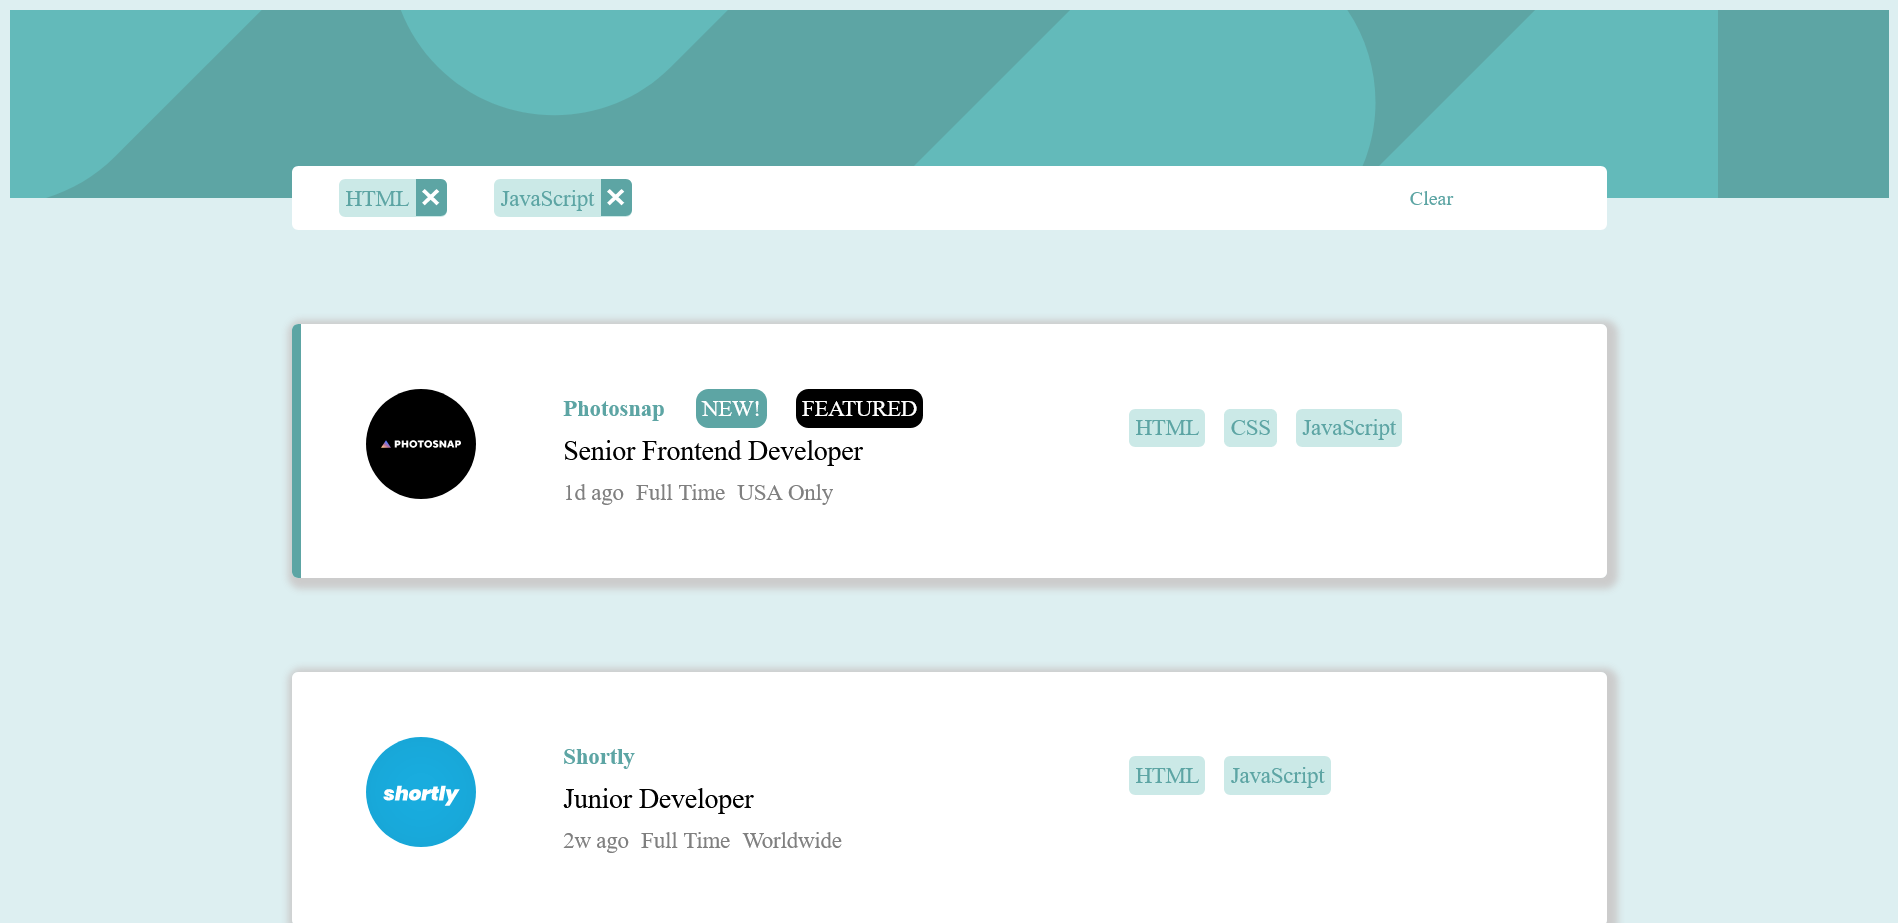 HTML JavaScript Clear
Photosnap NEW! FEATURED
PHOTOSNAP
Senior Frontend Developer
1d ago Full Time USA Only
HTML CSS JavaScript
Shortly
shortly
Junior Developer
2w ago Full Time Worldwide
HTML JavaScript